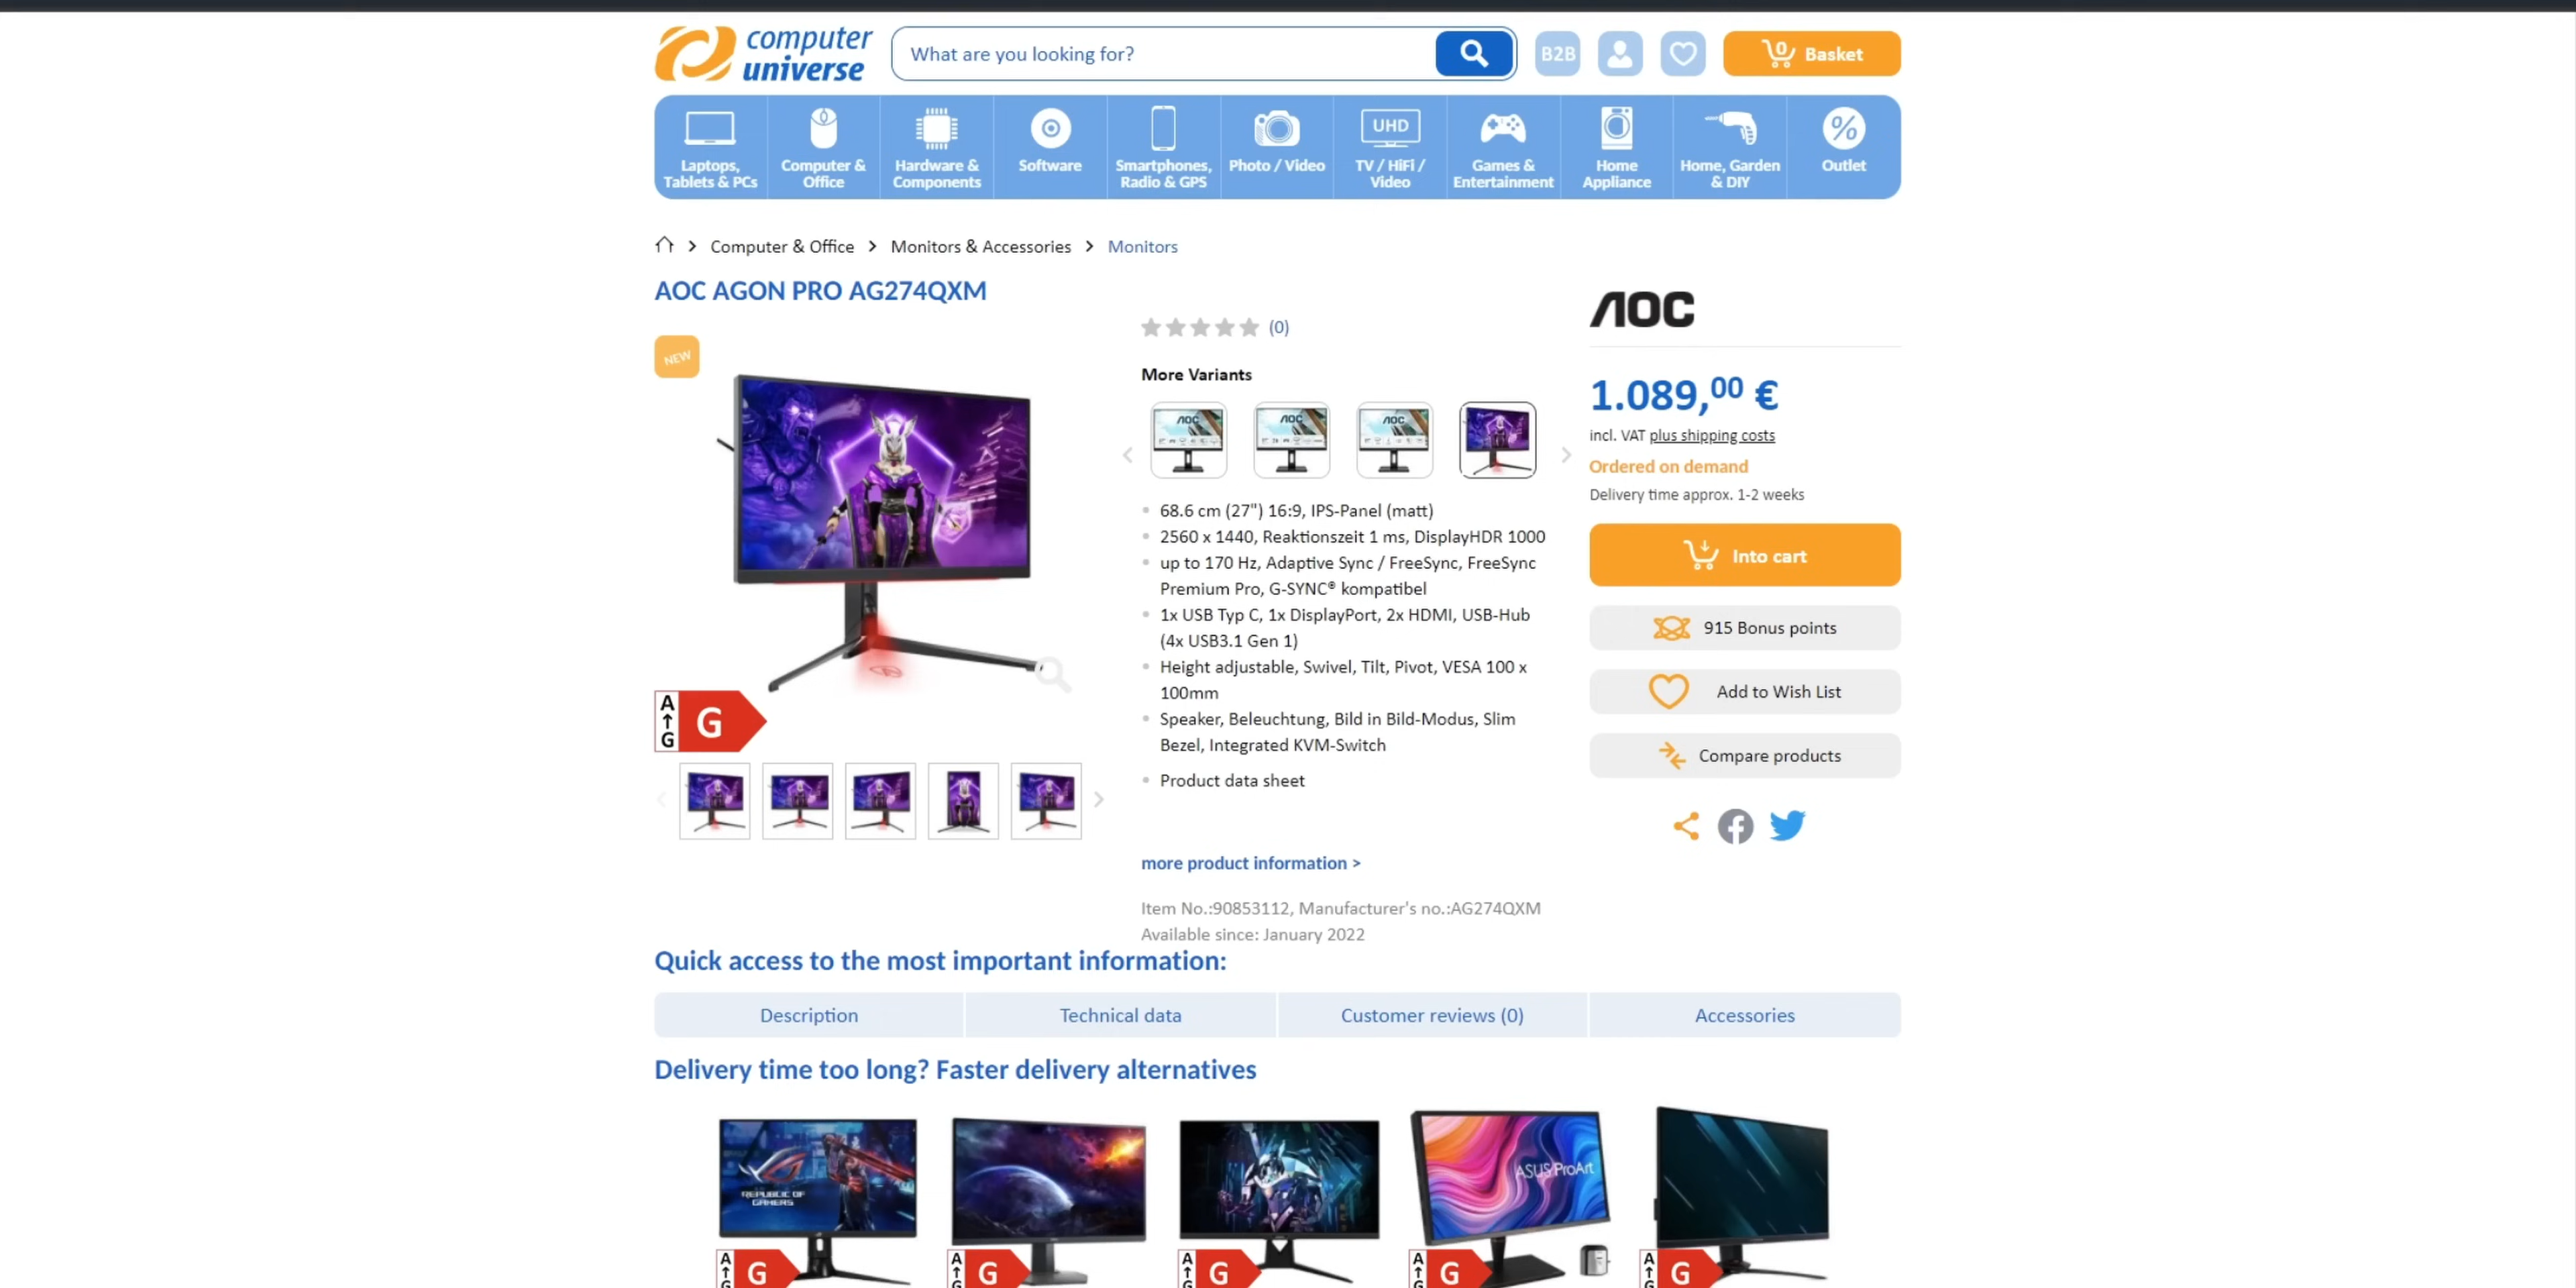 computer
universe
What are you looking for?
B2B
0
Basket
UHD
Laptops,
Tablets & PCs
Computer &
Office
Hardware &
Components
Software
Smartphones,
Radio & GPS
Photo / Video
TV / HiFi /
Video
Games &
Entertainment
Home
Appliance
Home, Garden
& DIY
Outlet
Computer & Office
Monitors & Accessories
Monitors
AOC AGON PRO AG274QXM
NEW
A
G
G
(0)
More Variants
AOC
AOC
AOC
68.6 cm (27") 16:9, IPS-Panel (matt)
2560 x 1440, Reaktionszeit 1 ms, DisplayHDR 1000
up to 170 Hz, Adaptive Sync / FreeSync, FreeSync
Premium Pro, G-SYNC® kompatibel
1x USB Typ C, 1x DisplayPort, 2x HDMI, USB-Hub
(4x USB3.1 Gen 1)
Height adjustable, Swivel, Tilt, Pivot, VESA 100 x
100mm
Speaker, Beleuchtung, Bild in Bild-Modus, Slim
Bezel, Integrated KVM-Switch
Product data sheet
more product information >
Item No.:90853112, Manufacturer's no.:AG274QXM
Available since: January 2022
AOC
1.089,00 €
incl. VAT plus shipping costs
Ordered on demand
Delivery time approx. 1-2 weeks
Into cart
915 Bonus points
Add to Wish List
Compare products
Quick access to the most important information:
Description
Technical data
Customer reviews (0)
Accessories
Delivery time too long? Faster delivery alternatives
REPUBLIC OF
GAMERS
ASUS ProArt
A
G
G
A
G
G
A
G
G
A
G
G
A
G
G